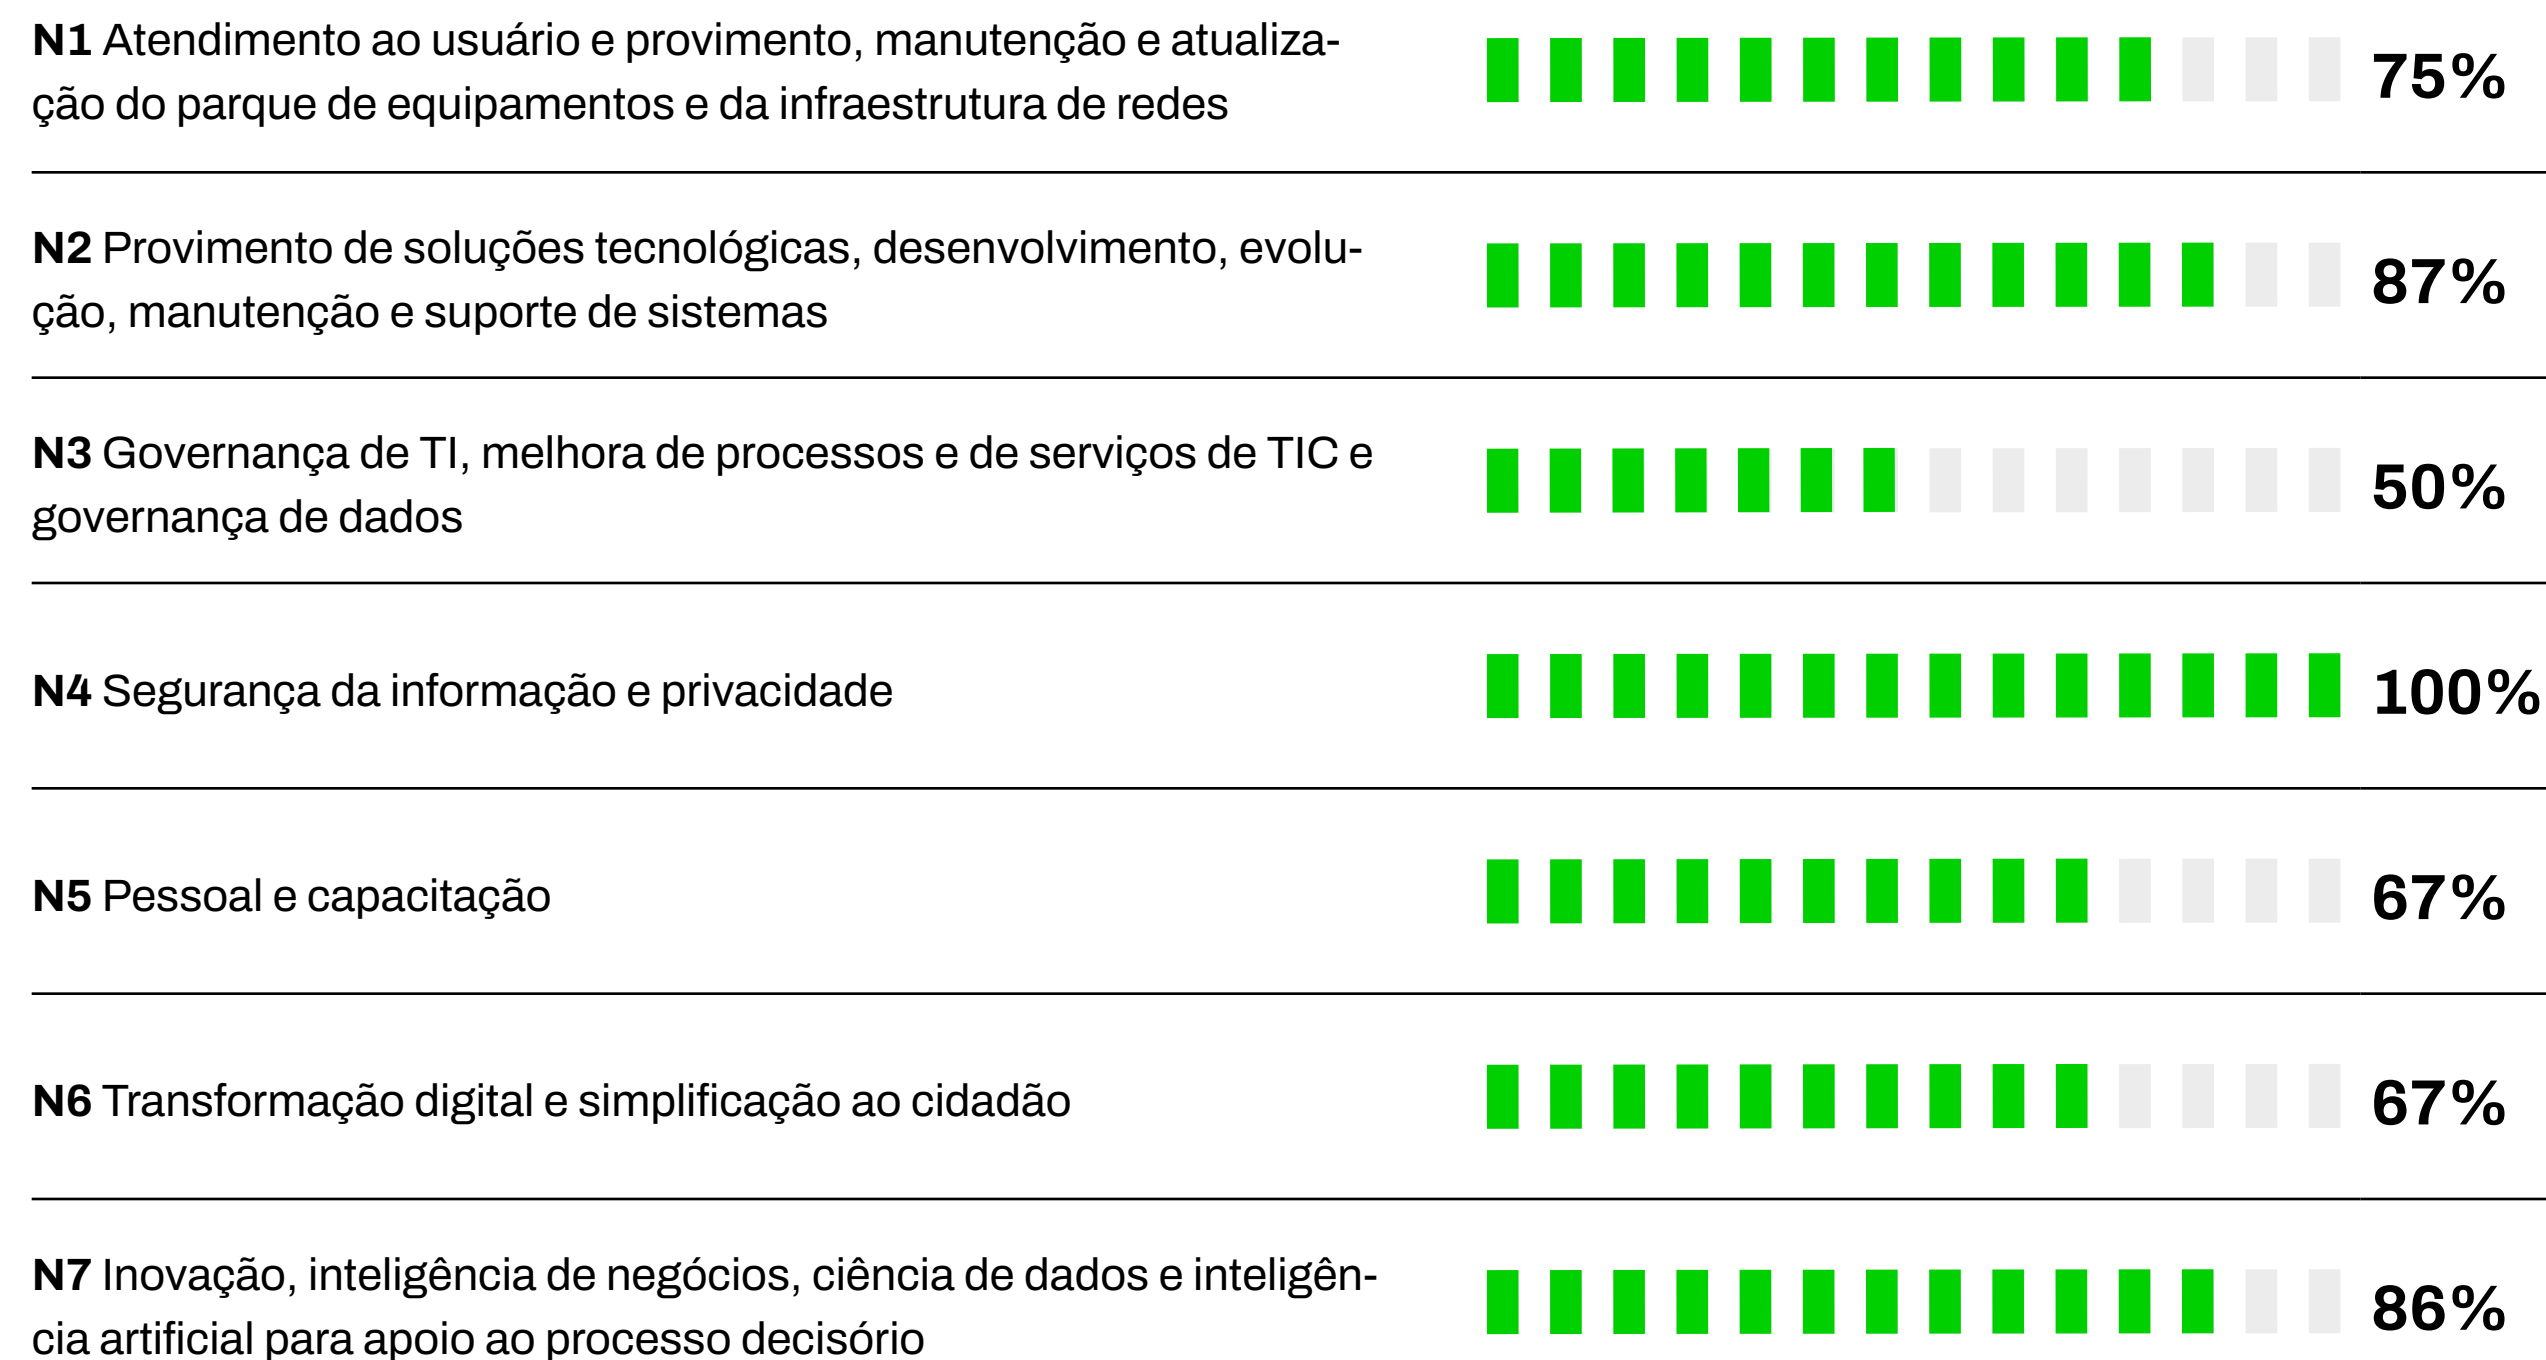 N1 Atendimento ao usuário e provimento, manutenção e atualiza-
ção do parque de equipamentos e da infraestrutura de redes
75%
N2 Provimento de soluções tecnológicas, desenvolvimento, evolu-
ção, manutenção e suporte de sistemas
87%
N3 Governança de TI, melhora de processos e de serviços de TIC e
governança de dados
50%
N4 Segurança da informação e privacidade
100%
N5 Pessoal e capacitação
67%
N6 Transformação digital e simplificação ao cidadão
67%
N7 Inovação, inteligência de negócios, ciência de dados e inteligên-
cia artificial para apoio ao processo decisório
86%